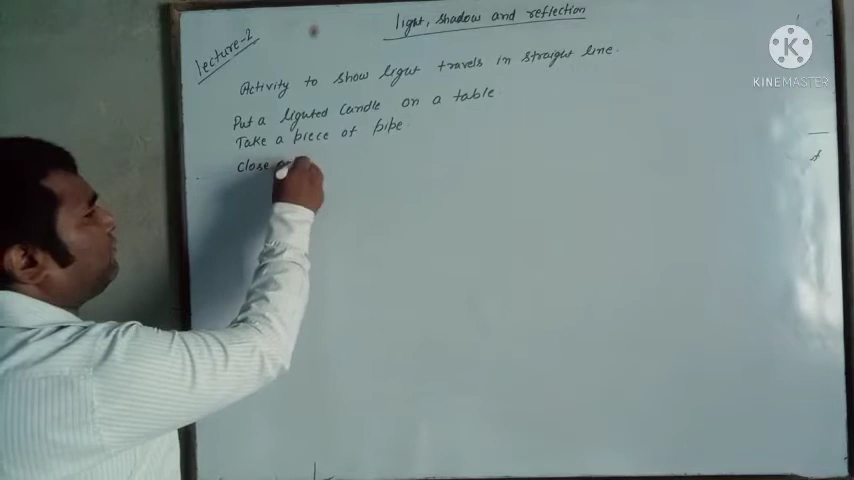 light, shadow and reflection
lecture-2
Activity to show light travels in straight line.
Put a lighted candle on a table
Take a piece of pipe
Close
KINEMASTER